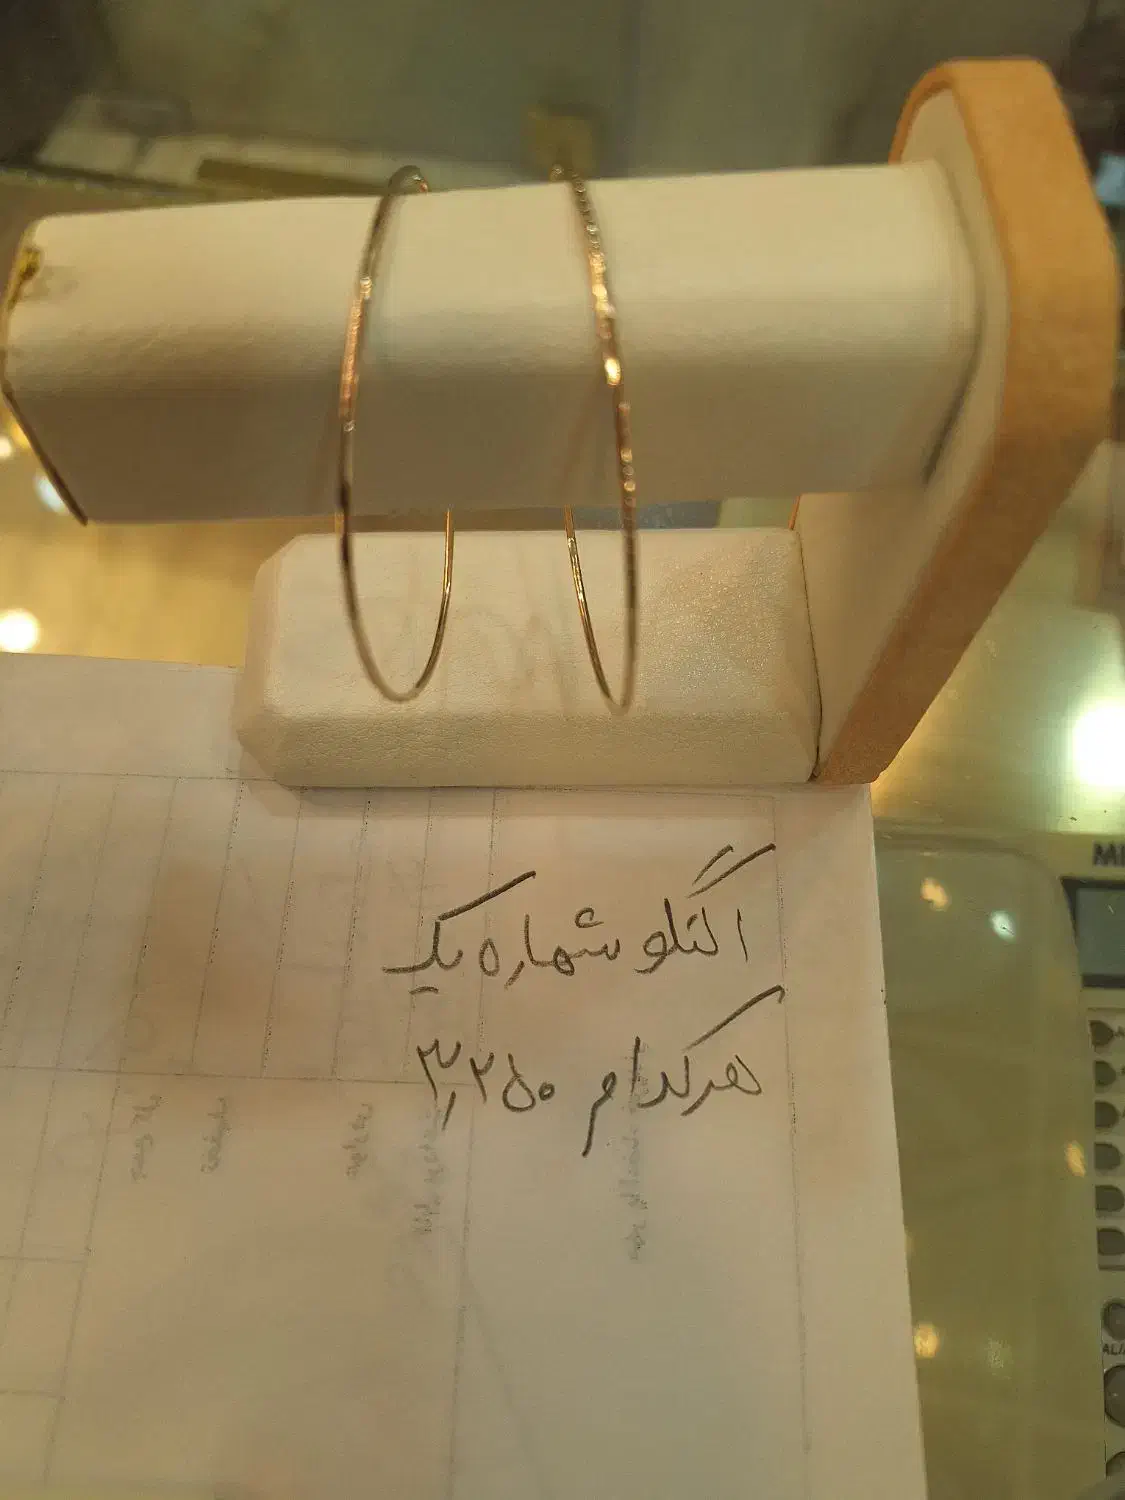 النگو شماره یک
هرکدام ۳,۲۵۰